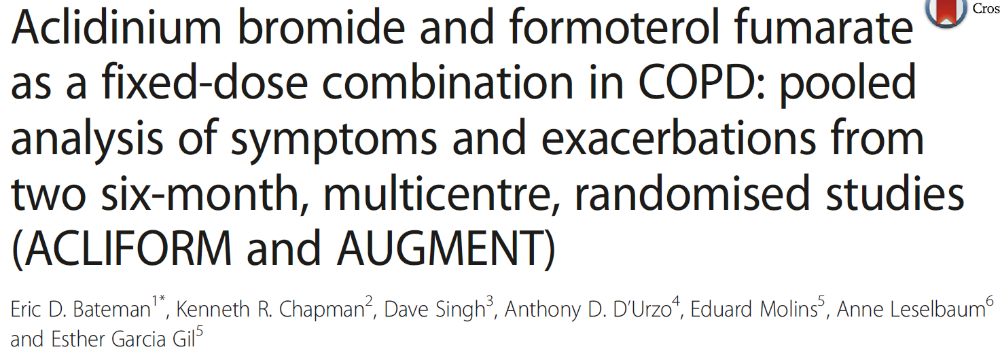 Aclidinium bromide and formoterol fumarate
Cros
as a fixed-dose combination in COPD: pooled
analysis of symptoms and exacerbations from
two six-month, multicentre, randomised studies
(ACLIFORM and AUGMENT)
Eric D. Bateman1*, Kenneth R. Chapman2, Dave Singh3, Anthony D. D'Urzo4, Eduard Molins5, Anne Leselbaum6
and Esther Garcia Gil5